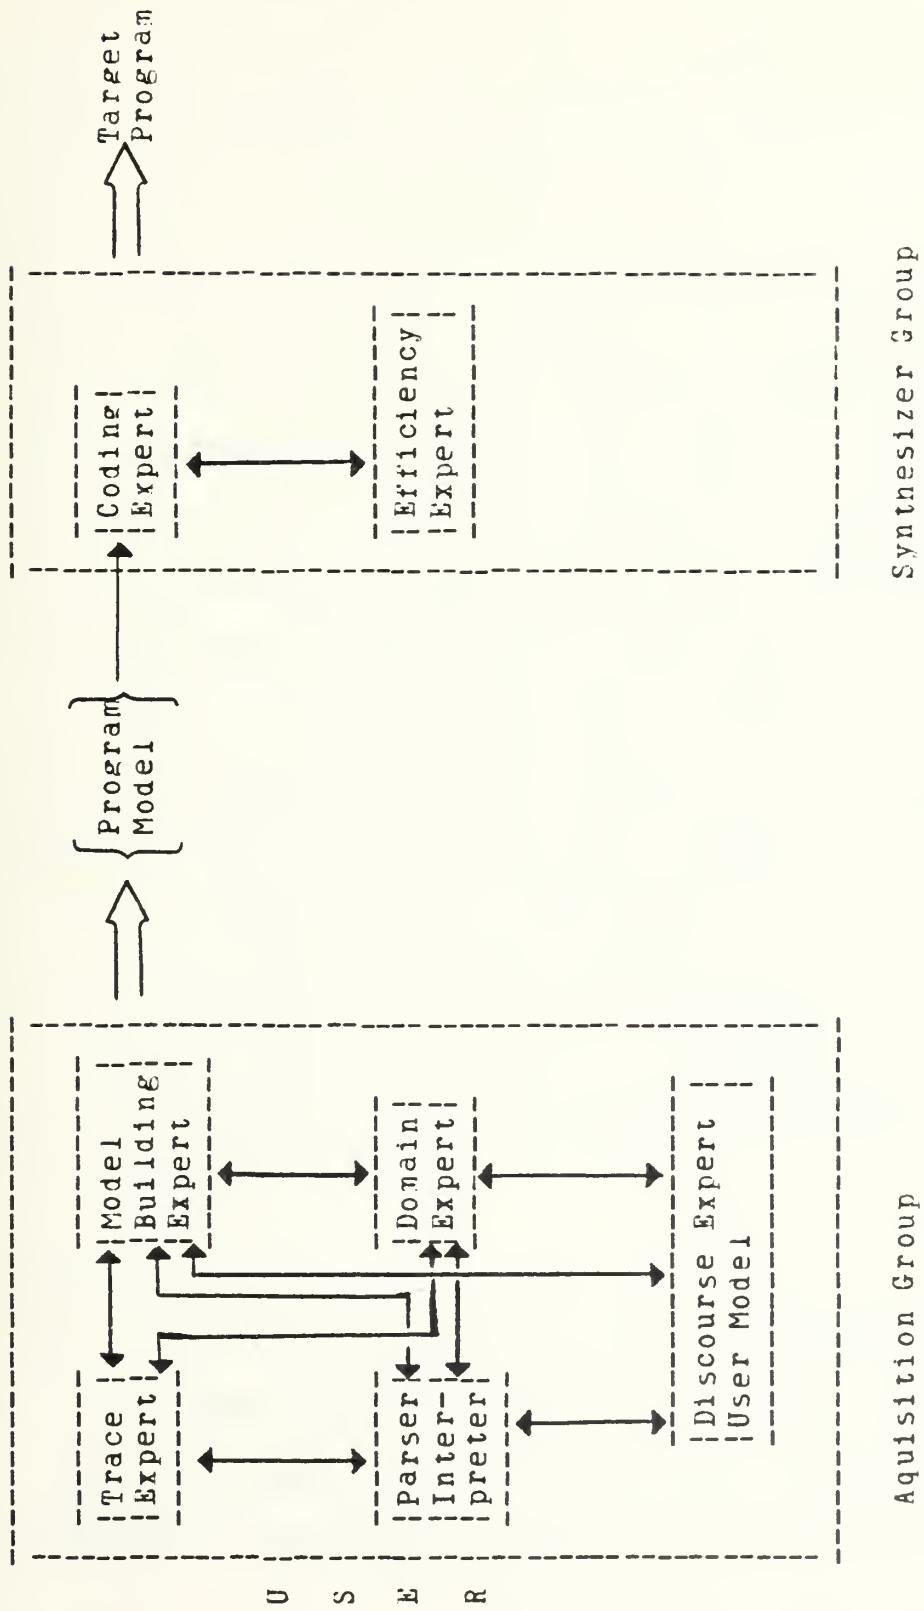 U
S
E
R
Trace
Expert
Model
Building
Expert
Parser
Inter-
preter
Domain
Expert
Discourse Expert
User Model
Aquisition Group
Program
Model
Coding
Expert
Efficiency
Expert
Synthesizer Group
Target
Program